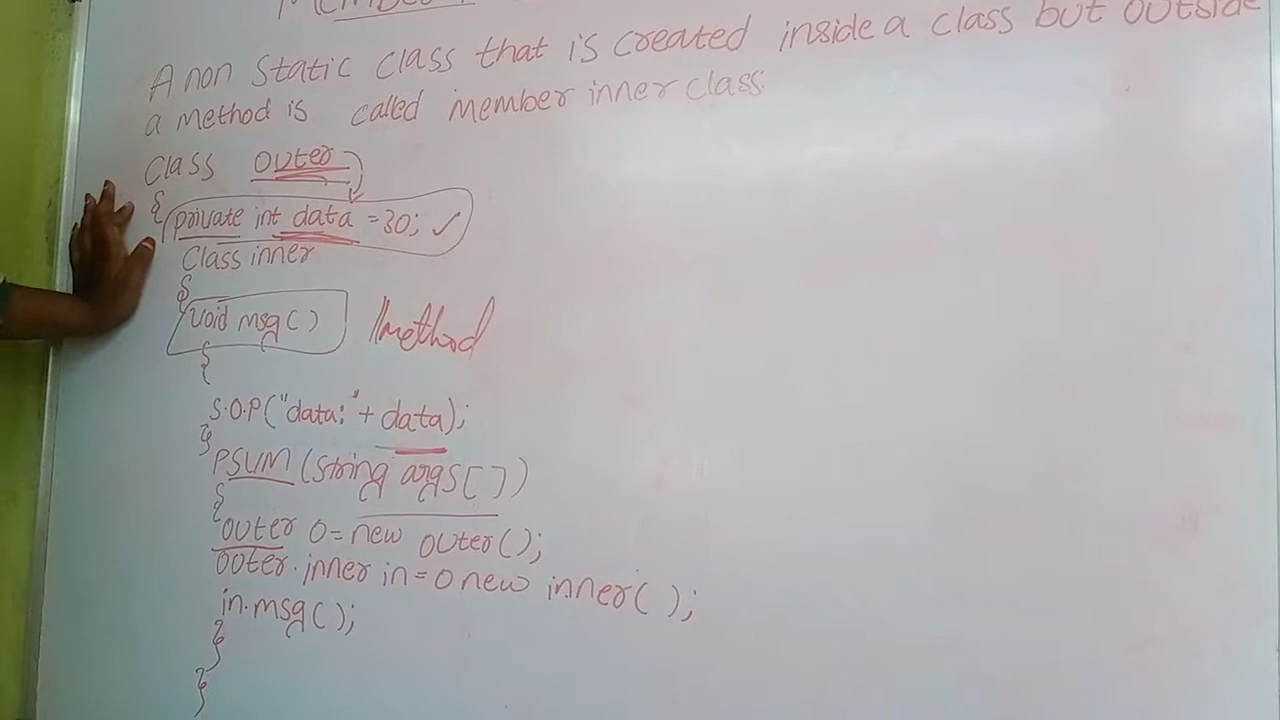 A non static class that is created inside a class but outside
a method is called member inner class.
Class outer
{
private int data = 30; ✓
Class inner
{
void msg() //method
{
S.O.P("data:"+ data);
}
PSUM (string args[])
{
outer o= new outer();
outer.inner in=o new inner();
in.msg();
}
}